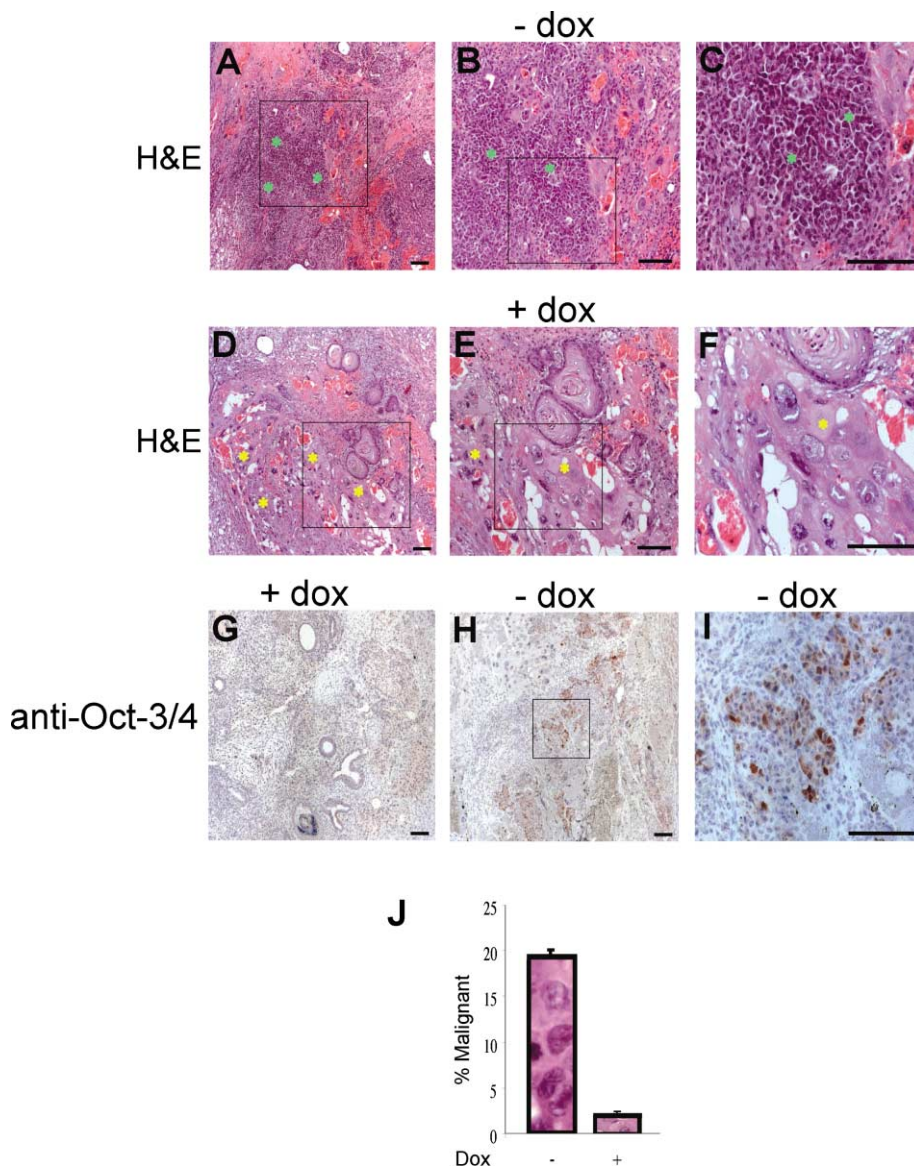 - dox
A B C
H&E
+ dox
D E F
H&E
+ dox - dox - dox
G H I
anti-Oct-3/4
J
25
20
15
10
5
0
% Malignant
Dox - +